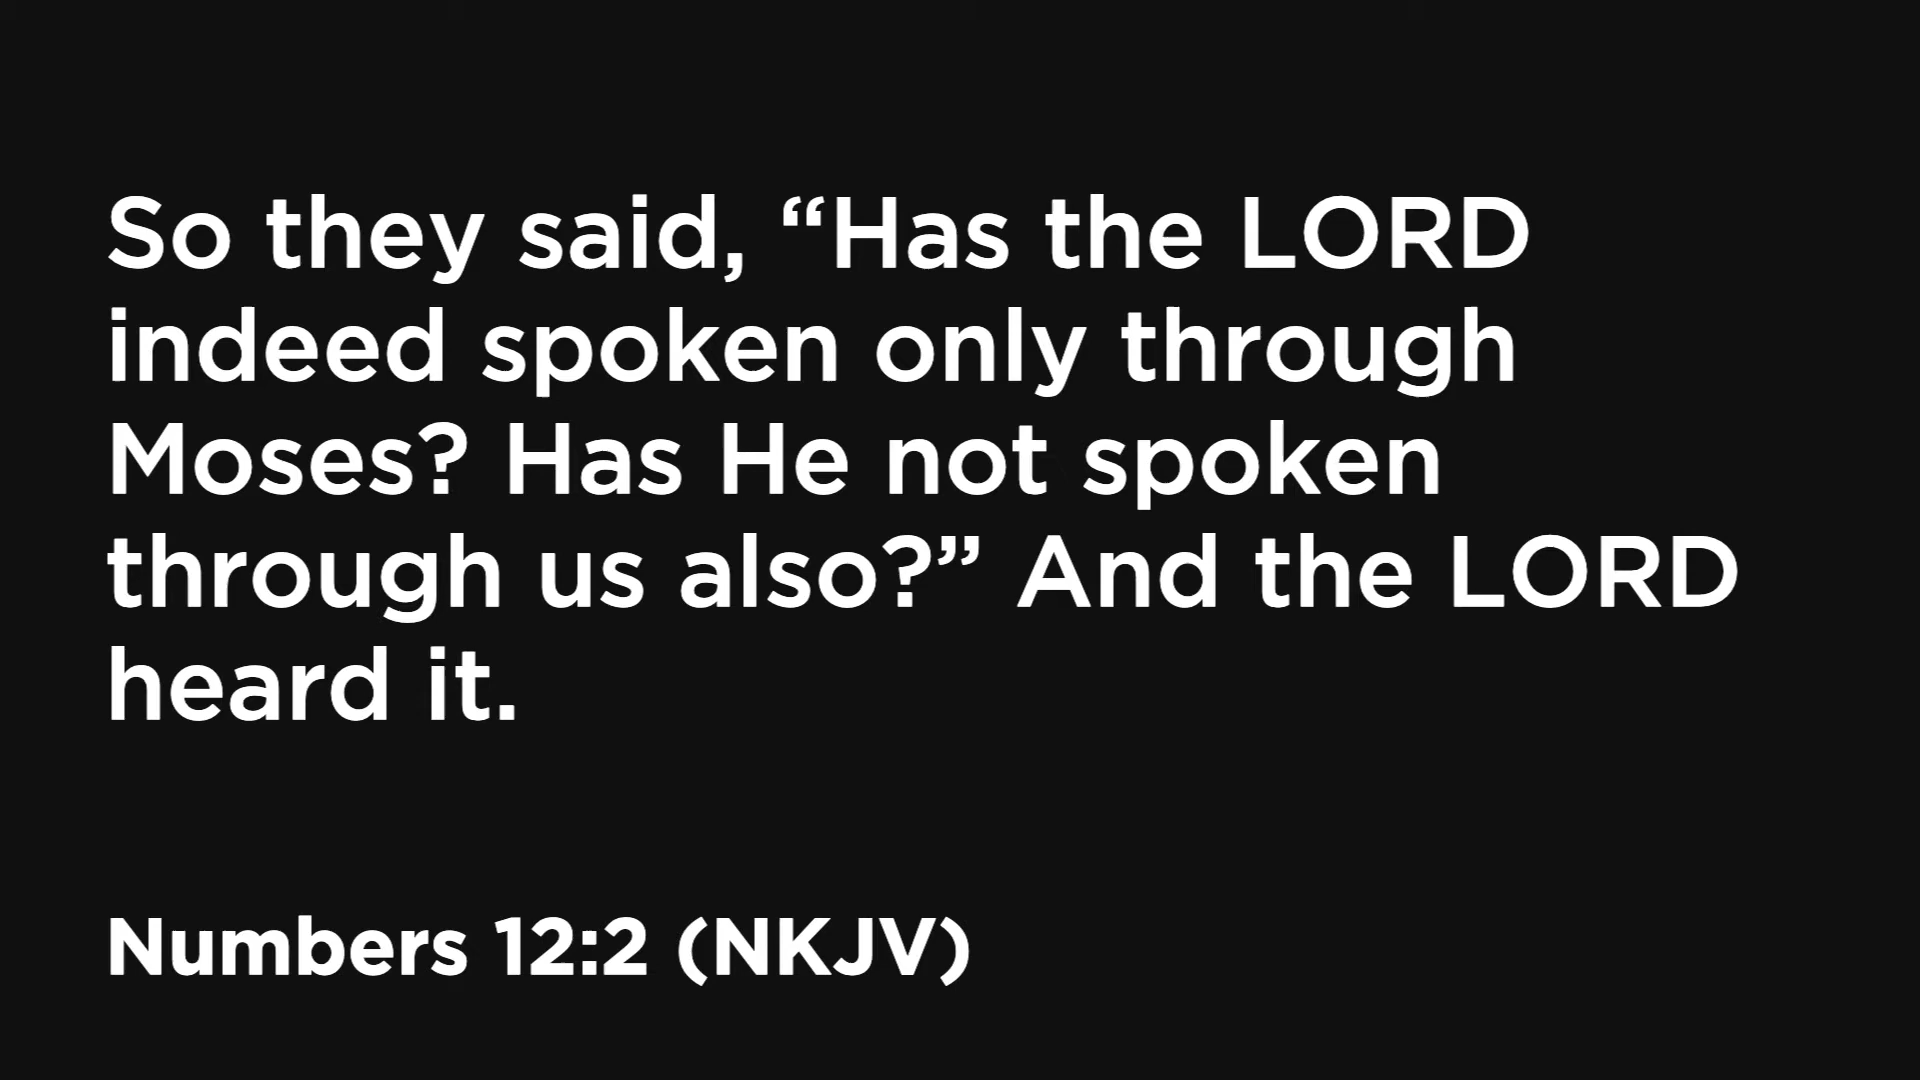 So they said, “Has the LORD
indeed spoken only through
Moses? Has He not spoken
through us also?” And the LORD
heard it.
Numbers 12:2 (NKJV)